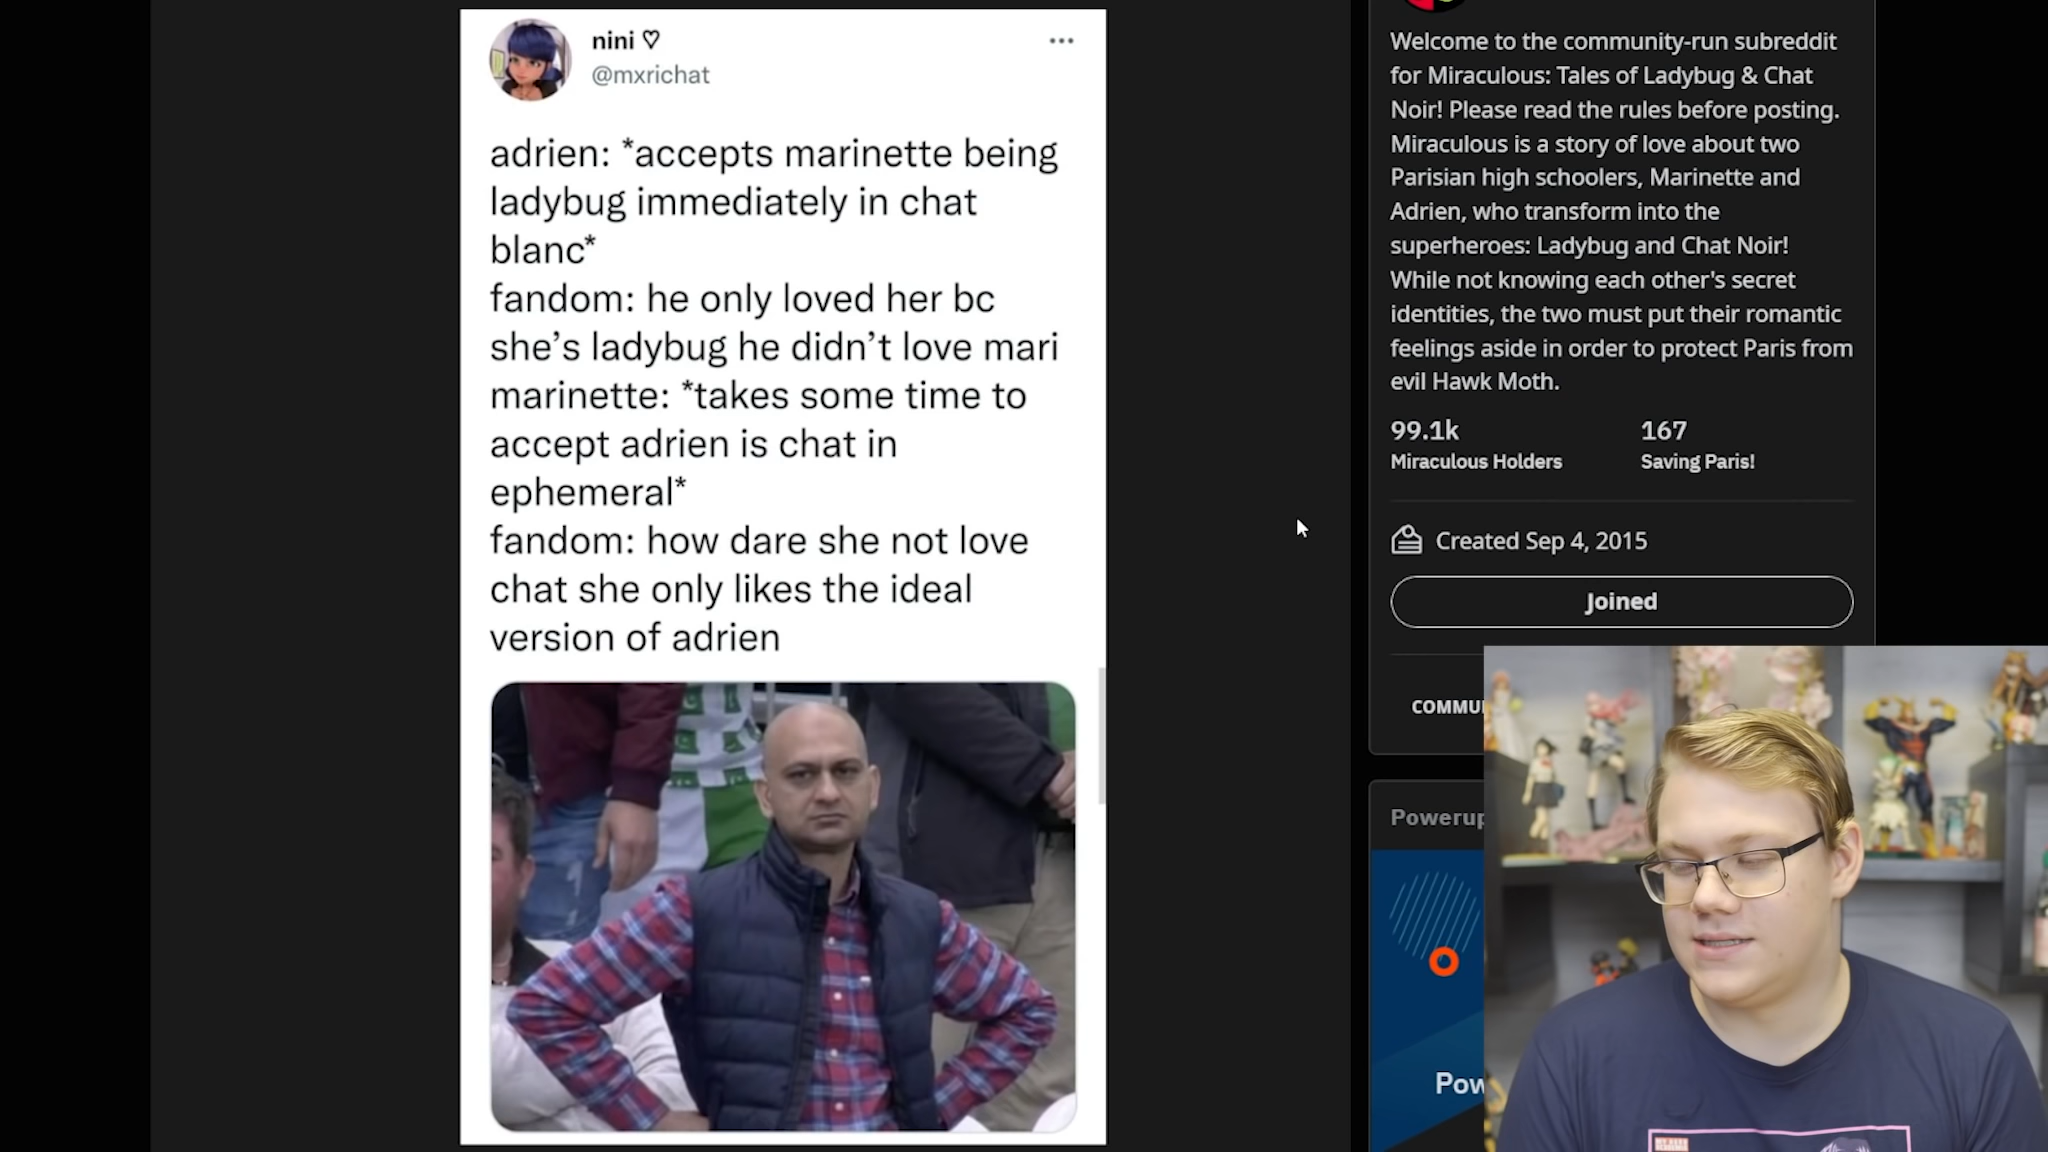 nini ♡
@mxrichat
adrien: *accepts marinette being
ladybug immediately in chat
blanc*
fandom: he only loved her bc
she's ladybug he didn't love mari
marinette: *takes some time to
accept adrien is chat in
ephemeral*
fandom: how dare she not love
chat she only likes the ideal
version of adrien
Welcome to the community-run subreddit
for Miraculous: Tales of Ladybug & Chat
Noir! Please read the rules before posting.
Miraculous is a story of love about two
Parisian high schoolers, Marinette and
Adrien, who transform into the
superheroes: Ladybug and Chat Noir!
While not knowing each other's secret
identities, the two must put their romantic
feelings aside in order to protect Paris from
evil Hawk Moth.
99.1k 167
Miraculous Holders Saving Paris!
Created Sep 4, 2015
Joined
COMMU
Powerup
Pow